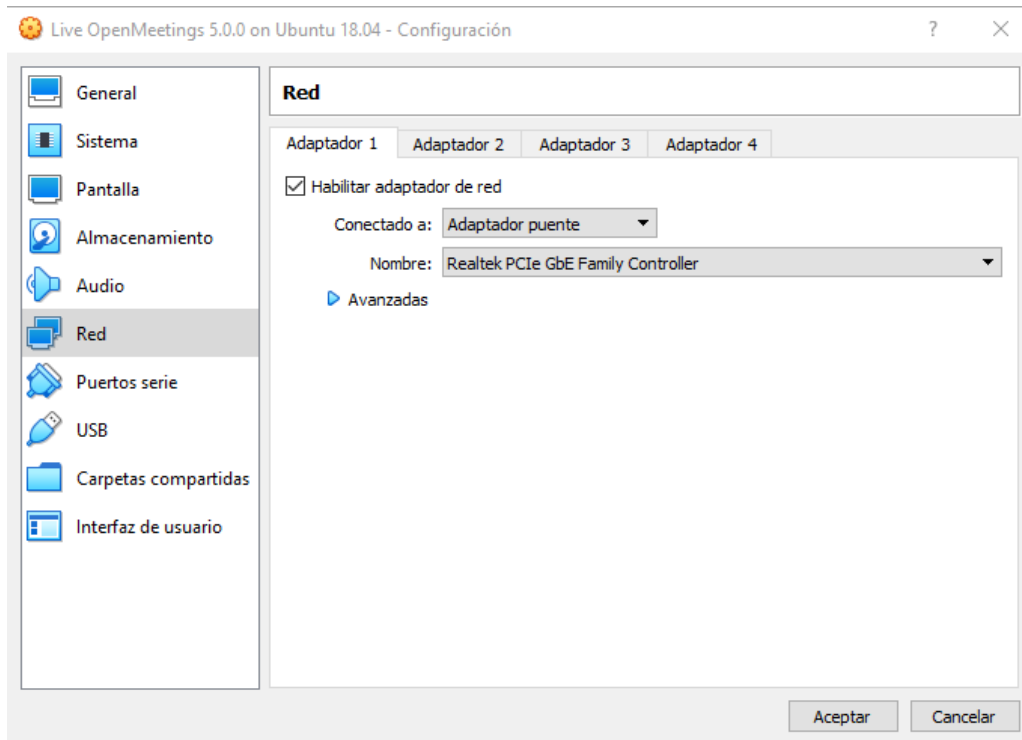 Live OpenMeetings 5.0.0 on Ubuntu 18.04 - Configuración
?
General
Sistema
Pantalla
Almacenamiento
Audio
Red
Puertos serie
USB
Carpetas compartidas
Interfaz de usuario
Red
Adaptador 1 Adaptador 2 Adaptador 3 Adaptador 4
Habilitar adaptador de red
Conectado a: Adaptador puente
Nombre: Realtek PCIe GbE Family Controller
Avanzadas
Aceptar Cancelar